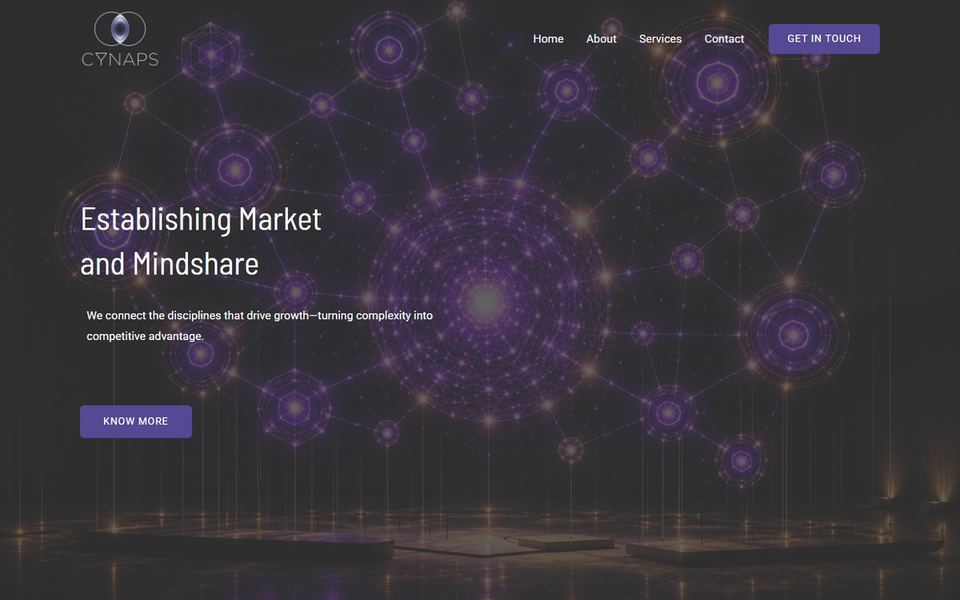 CYNAPS
Home About Services Contact GET IN TOUCH
Establishing Market
and Mindshare
We connect the disciplines that drive growth—turning complexity into
competitive advantage.
KNOW MORE